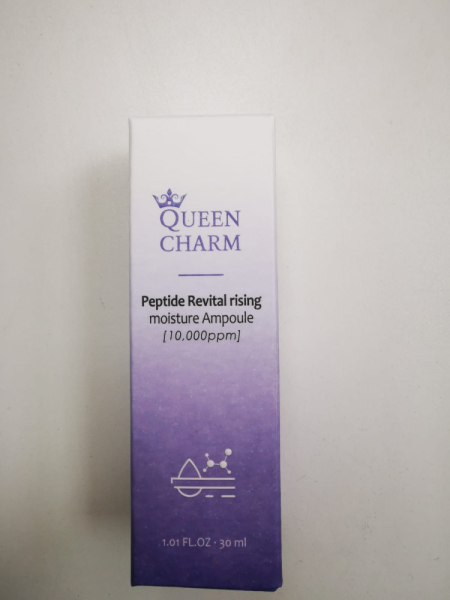 QUEEN
CHARM
Peptide Revital rising
moisture Ampoule
[10,000ppm]
1.01 FL.OZ · 30 ml